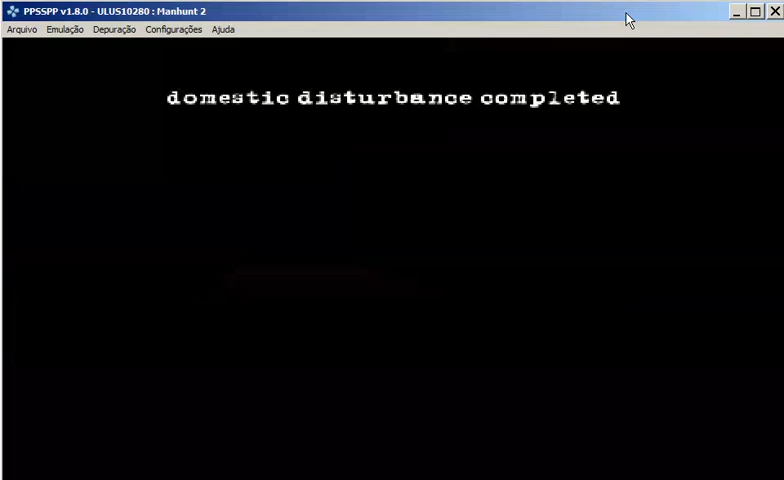 PPSSPP v1.8.0 - ULUS10280 : Manhunt 2
Arquivo Emulação Depuração Configurações Ajuda
domestic disturbance completed